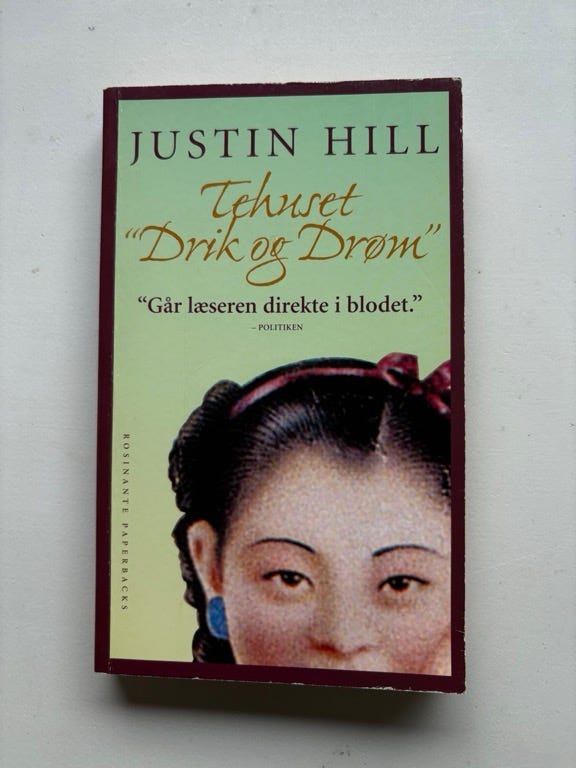 JUSTIN HILL
Tehuset
“Drik og Drøm”
“Går læseren direkte i blodet.”
– POLITIKEN
ROSINANTE PAPERBACKS